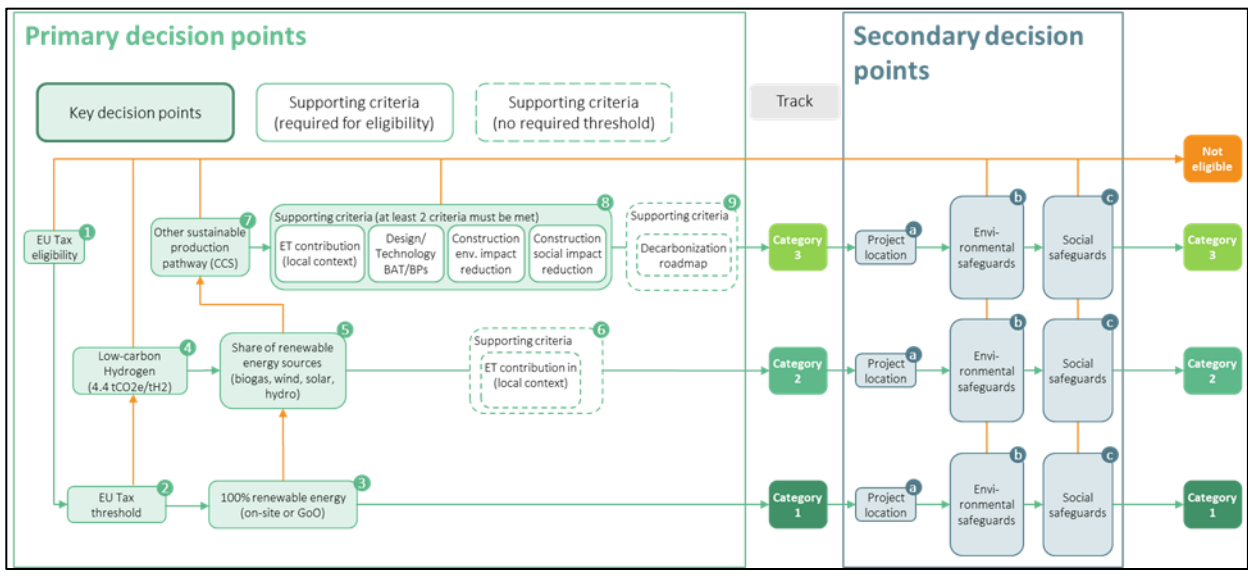 Primary decision points
Secondary decision
points
Key decision points
Supporting criteria
(required for eligibility)
Supporting criteria
(no required threshold)
Track
Not
eligible
1
EU Tax
eligibility
7
Other sustainable
production
pathway (CCS)
8
Supporting criteria (at least 2 criteria must be met)
ET contribution
(local context)
Design/
Technology
BAT/BPs
Construction
env. impact
reduction
Construction
social impact
reduction
9
Supporting criteria
Decarbonization
roadmap
Category
3
a
Project
location
b
Envi-
ronmental
safeguards
c
Social
safeguards
Category
3
4
Low-carbon
Hydrogen
(4.4 tCO2e/tH2)
5
Share of renewable
energy sources
(biogas, wind, solar,
hydro)
6
Supporting criteria
ET contribution in
(local context)
Category
2
a
Project
location
b
Envi-
ronmental
safeguards
c
Social
safeguards
Category
2
2
EU Tax
threshold
3
100% renewable energy
(on-site or GoO)
Category
1
a
Project
location
b
Envi-
ronmental
safeguards
c
Social
safeguards
Category
1